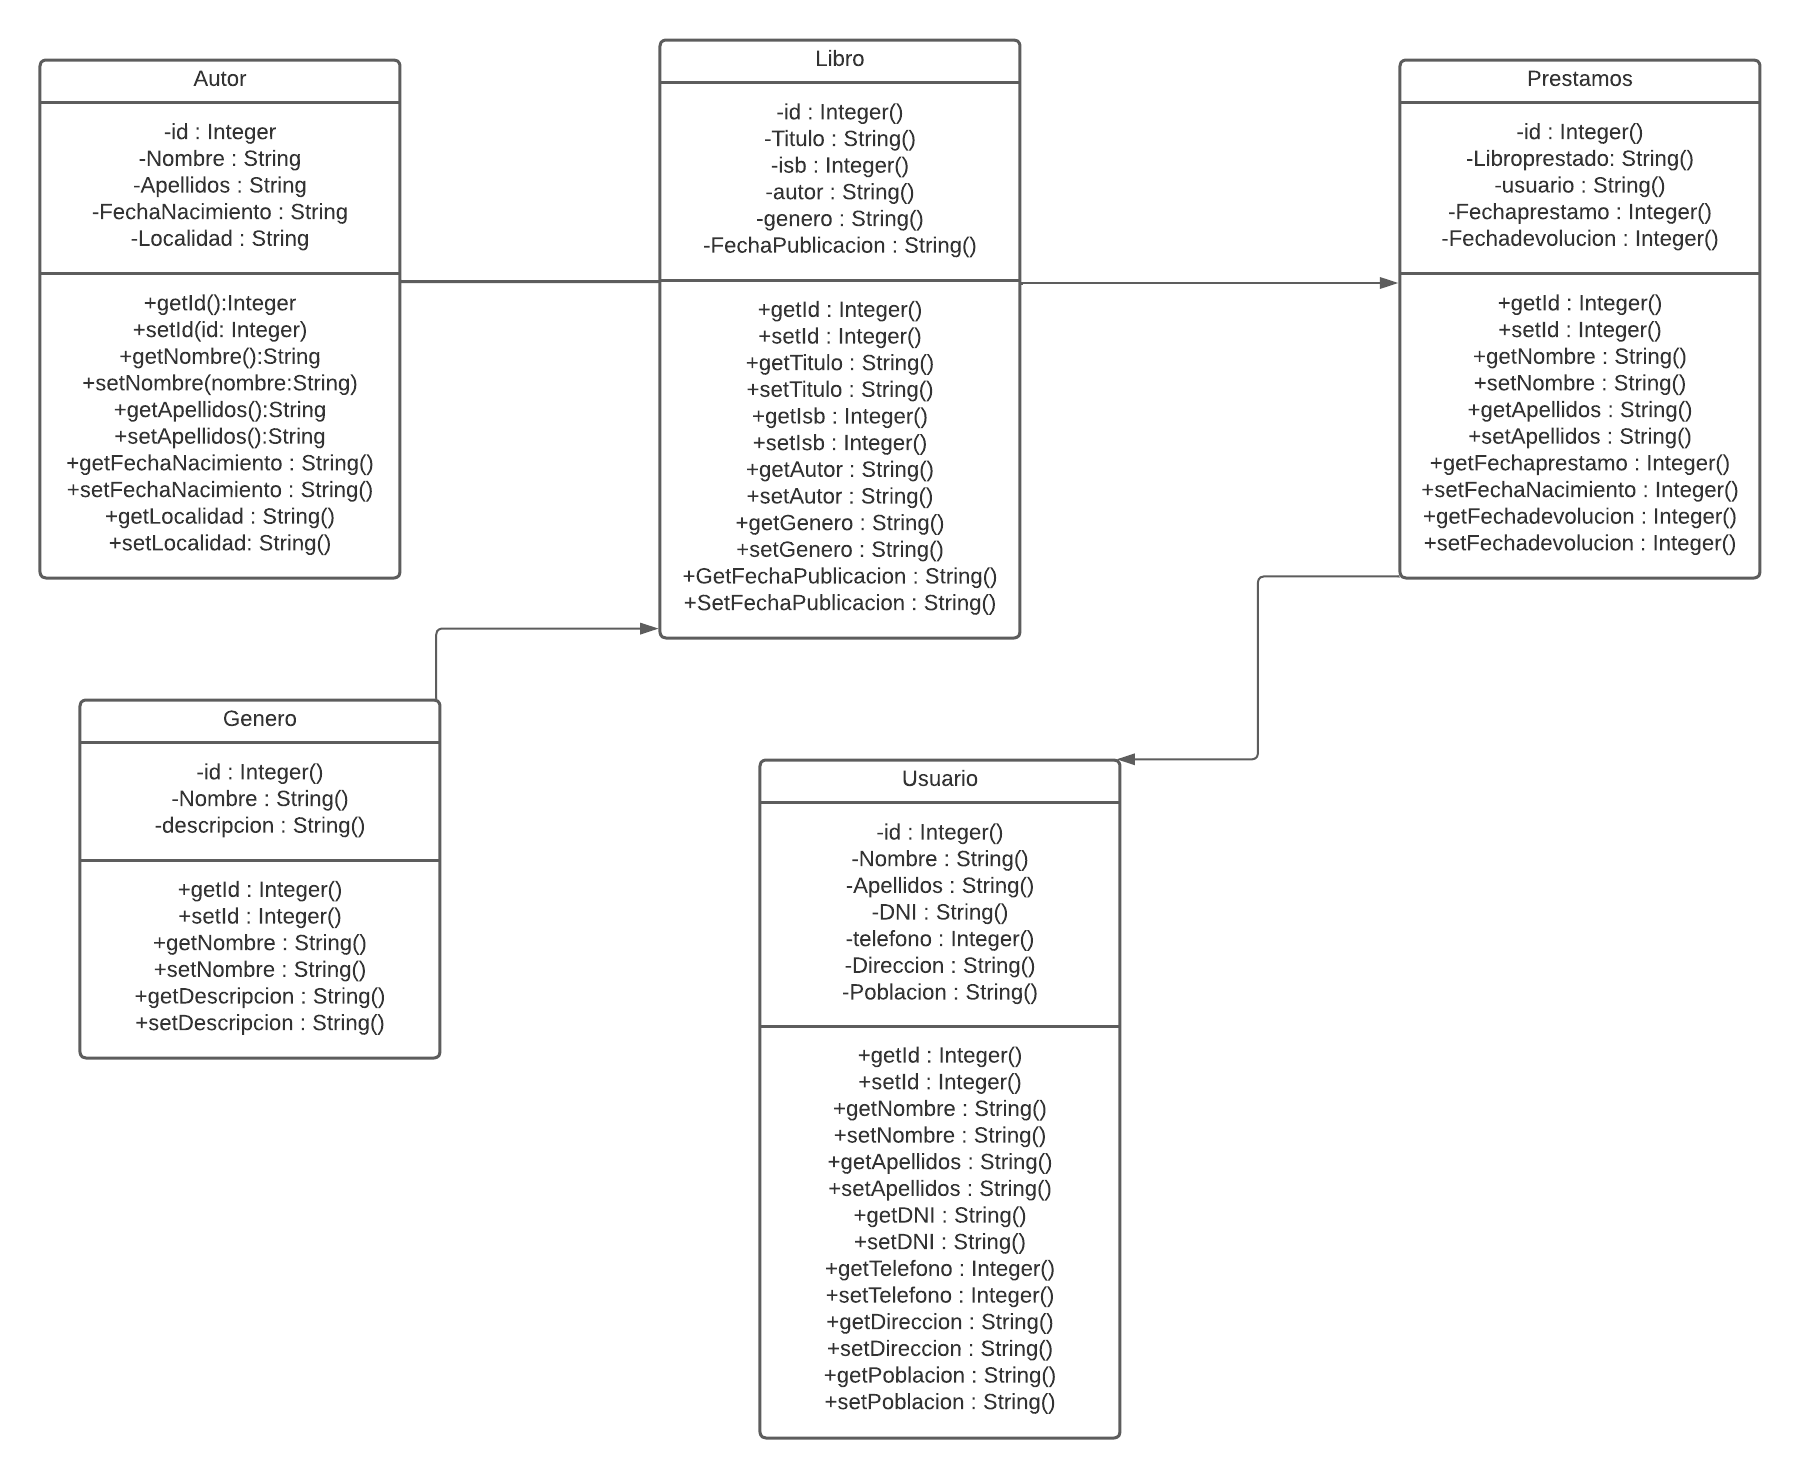 Autor
-id : Integer
-Nombre : String
-Apellidos : String
-FechaNacimiento : String
-Localidad : String
+getId():Integer
+setId(id: Integer)
+getNombre():String
+setNombre(nombre:String)
+getApellidos():String
+setApellidos():String
+getFechaNacimiento : String()
+setFechaNacimiento : String()
+getLocalidad : String()
+setLocalidad: String()
Libro
-id : Integer()
-Titulo : String()
-isb : Integer()
-autor : String()
-genero : String()
-FechaPublicacion : String()
+getId : Integer()
+setId : Integer()
+getTitulo : String()
+setTitulo : String()
+getIsb : Integer()
+setIsb : Integer()
+getAutor : String()
+setAutor : String()
+getGenero : String()
+setGenero : String()
+GetFechaPublicacion : String()
+SetFechaPublicacion : String()
Prestamos
-id : Integer()
-Libroprestado: String()
-usuario : String()
-Fechaprestamo : Integer()
-Fechadevolucion : Integer()
+getId : Integer()
+setId : Integer()
+getNombre : String()
+setNombre : String()
+getApellidos : String()
+setApellidos : String()
+getFechaprestamo : Integer()
+setFechaNacimiento : Integer()
+getFechadevolucion : Integer()
+setFechadevolucion : Integer()
Genero
-id : Integer()
-Nombre : String()
-descripcion : String()
+getId : Integer()
+setId : Integer()
+getNombre : String()
+setNombre : String()
+getDescripcion : String()
+setDescripcion : String()
Usuario
-id : Integer()
-Nombre : String()
-Apellidos : String()
-DNI : String()
-telefono : Integer()
-Direccion : String()
-Poblacion : String()
+getId : Integer()
+setId : Integer()
+getNombre : String()
+setNombre : String()
+getApellidos : String()
+setApellidos : String()
+getDNI : String()
+setDNI : String()
+getTelefono : Integer()
+setTelefono : Integer()
+getDireccion : String()
+setDireccion : String()
+getPoblacion : String()
+setPoblacion : String()